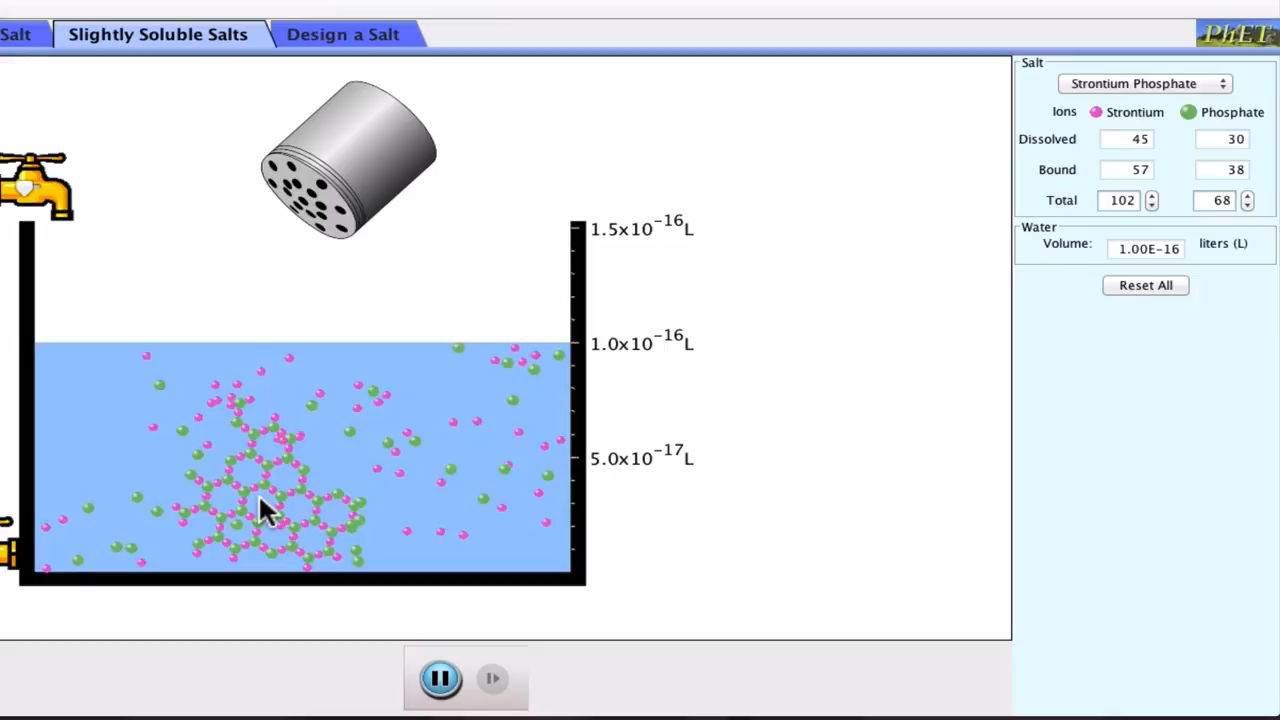 Salt
Slightly Soluble Salts
Design a Salt
PhET
Salt
Strontium Phosphate
Ions Strontium Phosphate
Dissolved 45 30
Bound 57 38
Total 102 68
Water
Volume: 1.00E-16 liters (L)
Reset All
1.5x10⁻¹⁶L
1.0x10⁻¹⁶L
5.0x10⁻¹⁷L